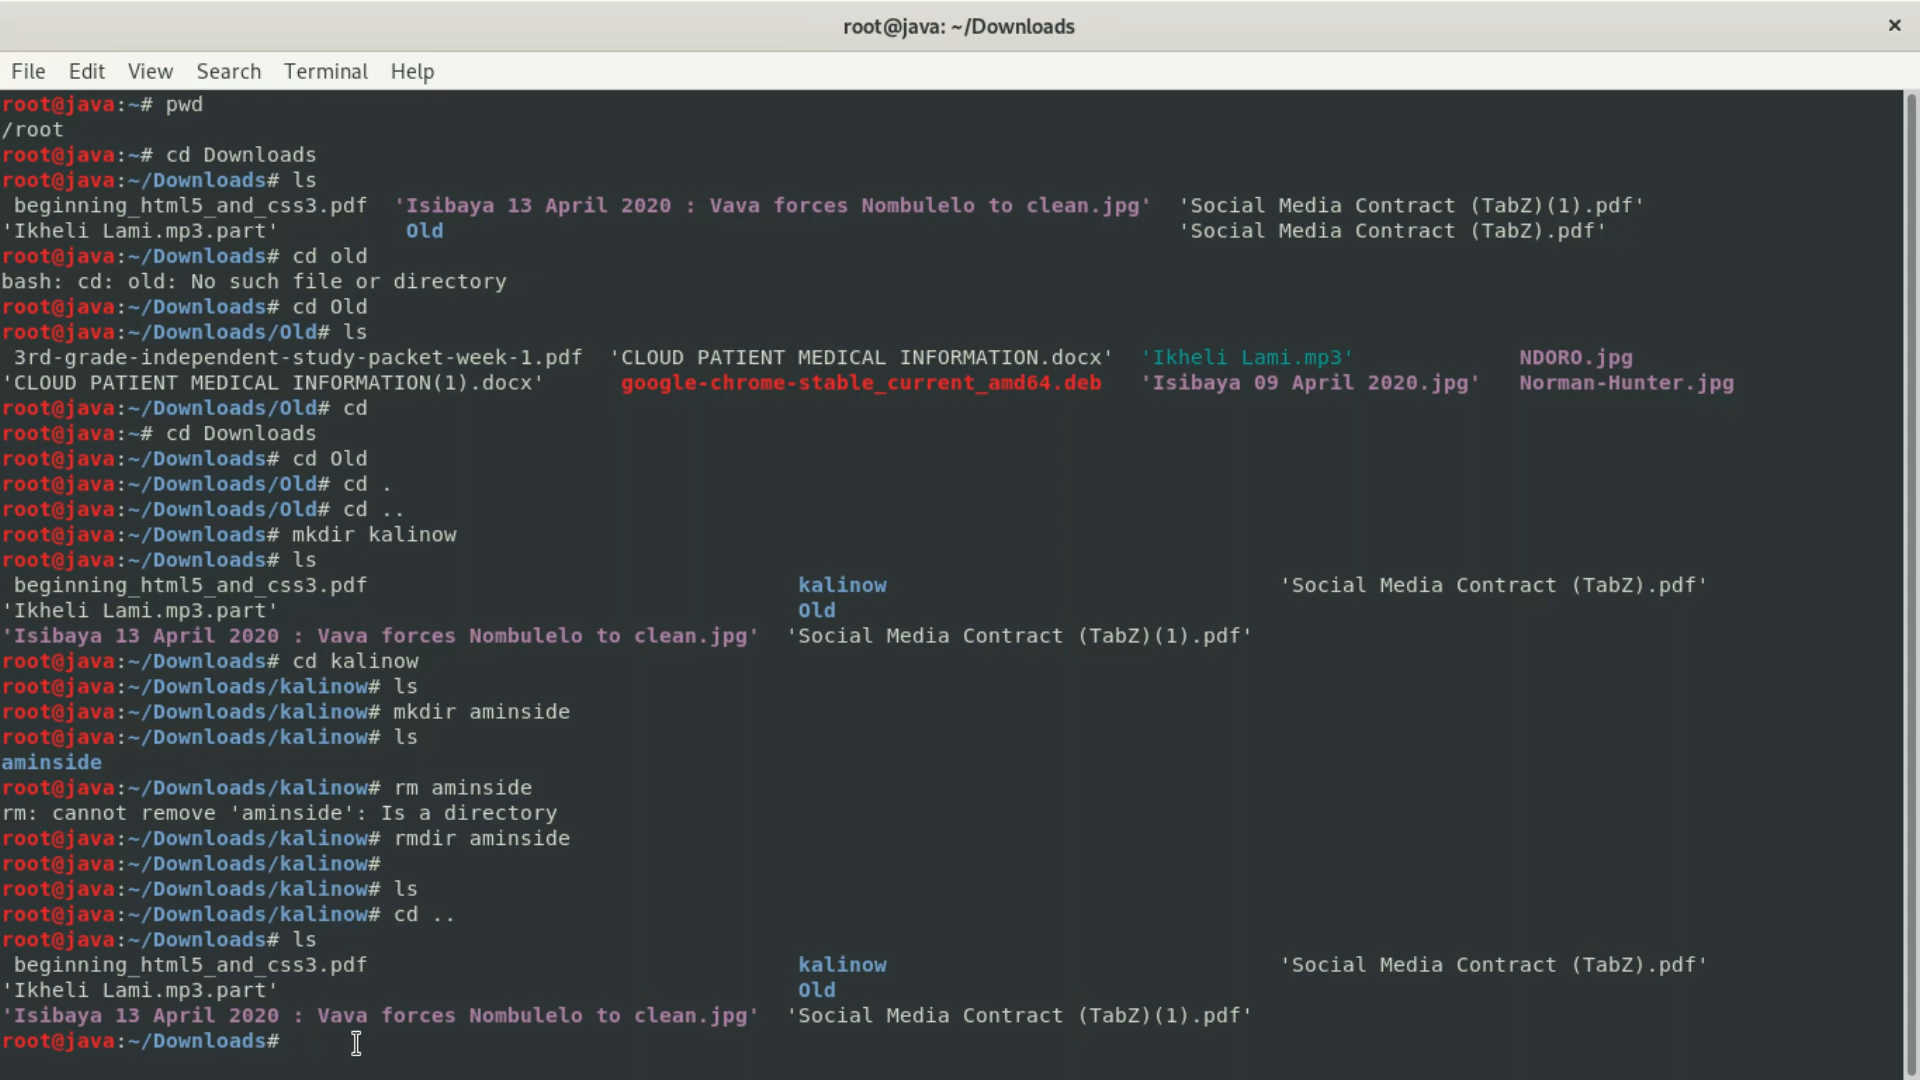 root@java: ~/Downloads
File Edit View Search Terminal Help
root@java:~# pwd
/root
root@java:~# cd Downloads
root@java:~/Downloads# ls
 beginning_html5_and_css3.pdf  'Isibaya 13 April 2020 : Vava forces Nombulelo to clean.jpg'  'Social Media Contract (TabZ)(1).pdf'
'Ikheli Lami.mp3.part'          Old                                                          'Social Media Contract (TabZ).pdf'
root@java:~/Downloads# cd old
bash: cd: old: No such file or directory
root@java:~/Downloads# cd Old
root@java:~/Downloads/Old# ls
 3rd-grade-independent-study-packet-week-1.pdf  'CLOUD PATIENT MEDICAL INFORMATION.docx'  'Ikheli Lami.mp3'             NDORO.jpg
'CLOUD PATIENT MEDICAL INFORMATION(1).docx'      google-chrome-stable_current_amd64.deb   'Isibaya 09 April 2020.jpg'   Norman-Hunter.jpg
root@java:~/Downloads/Old# cd
root@java:~# cd Downloads
root@java:~/Downloads# cd Old
root@java:~/Downloads/Old# cd .
root@java:~/Downloads/Old# cd ..
root@java:~/Downloads# mkdir kalinow
root@java:~/Downloads# ls
 beginning_html5_and_css3.pdf                                  kalinow                               'Social Media Contract (TabZ).pdf'
'Ikheli Lami.mp3.part'                                         Old
'Isibaya 13 April 2020 : Vava forces Nombulelo to clean.jpg'  'Social Media Contract (TabZ)(1).pdf'
root@java:~/Downloads# cd kalinow
root@java:~/Downloads/kalinow# ls
root@java:~/Downloads/kalinow# mkdir aminside
root@java:~/Downloads/kalinow# ls
aminside
root@java:~/Downloads/kalinow# rm aminside
rm: cannot remove 'aminside': Is a directory
root@java:~/Downloads/kalinow# rmdir aminside
root@java:~/Downloads/kalinow#
root@java:~/Downloads/kalinow# ls
root@java:~/Downloads/kalinow# cd ..
root@java:~/Downloads# ls
 beginning_html5_and_css3.pdf                                  kalinow                               'Social Media Contract (TabZ).pdf'
'Ikheli Lami.mp3.part'                                         Old
'Isibaya 13 April 2020 : Vava forces Nombulelo to clean.jpg'  'Social Media Contract (TabZ)(1).pdf'
root@java:~/Downloads#